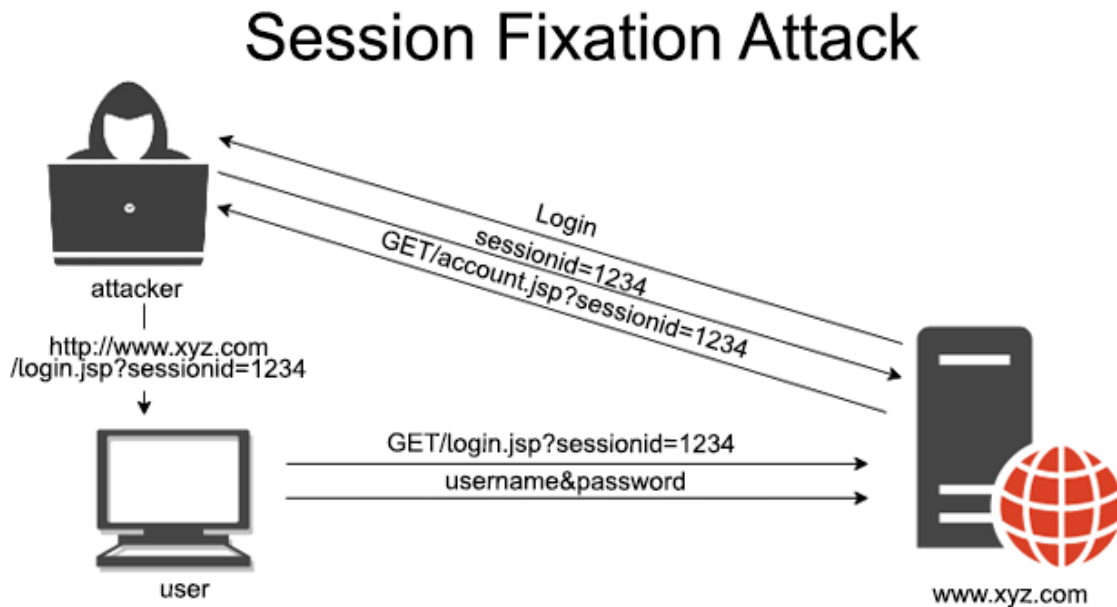 Session Fixation Attack
Login
sessionid=1234
GET/account.jsp?sessionid=1234
attacker
http://www.xyz.com
/login.jsp?sessionid=1234
GET/login.jsp?sessionid=1234
username&password
user
www.xyz.com